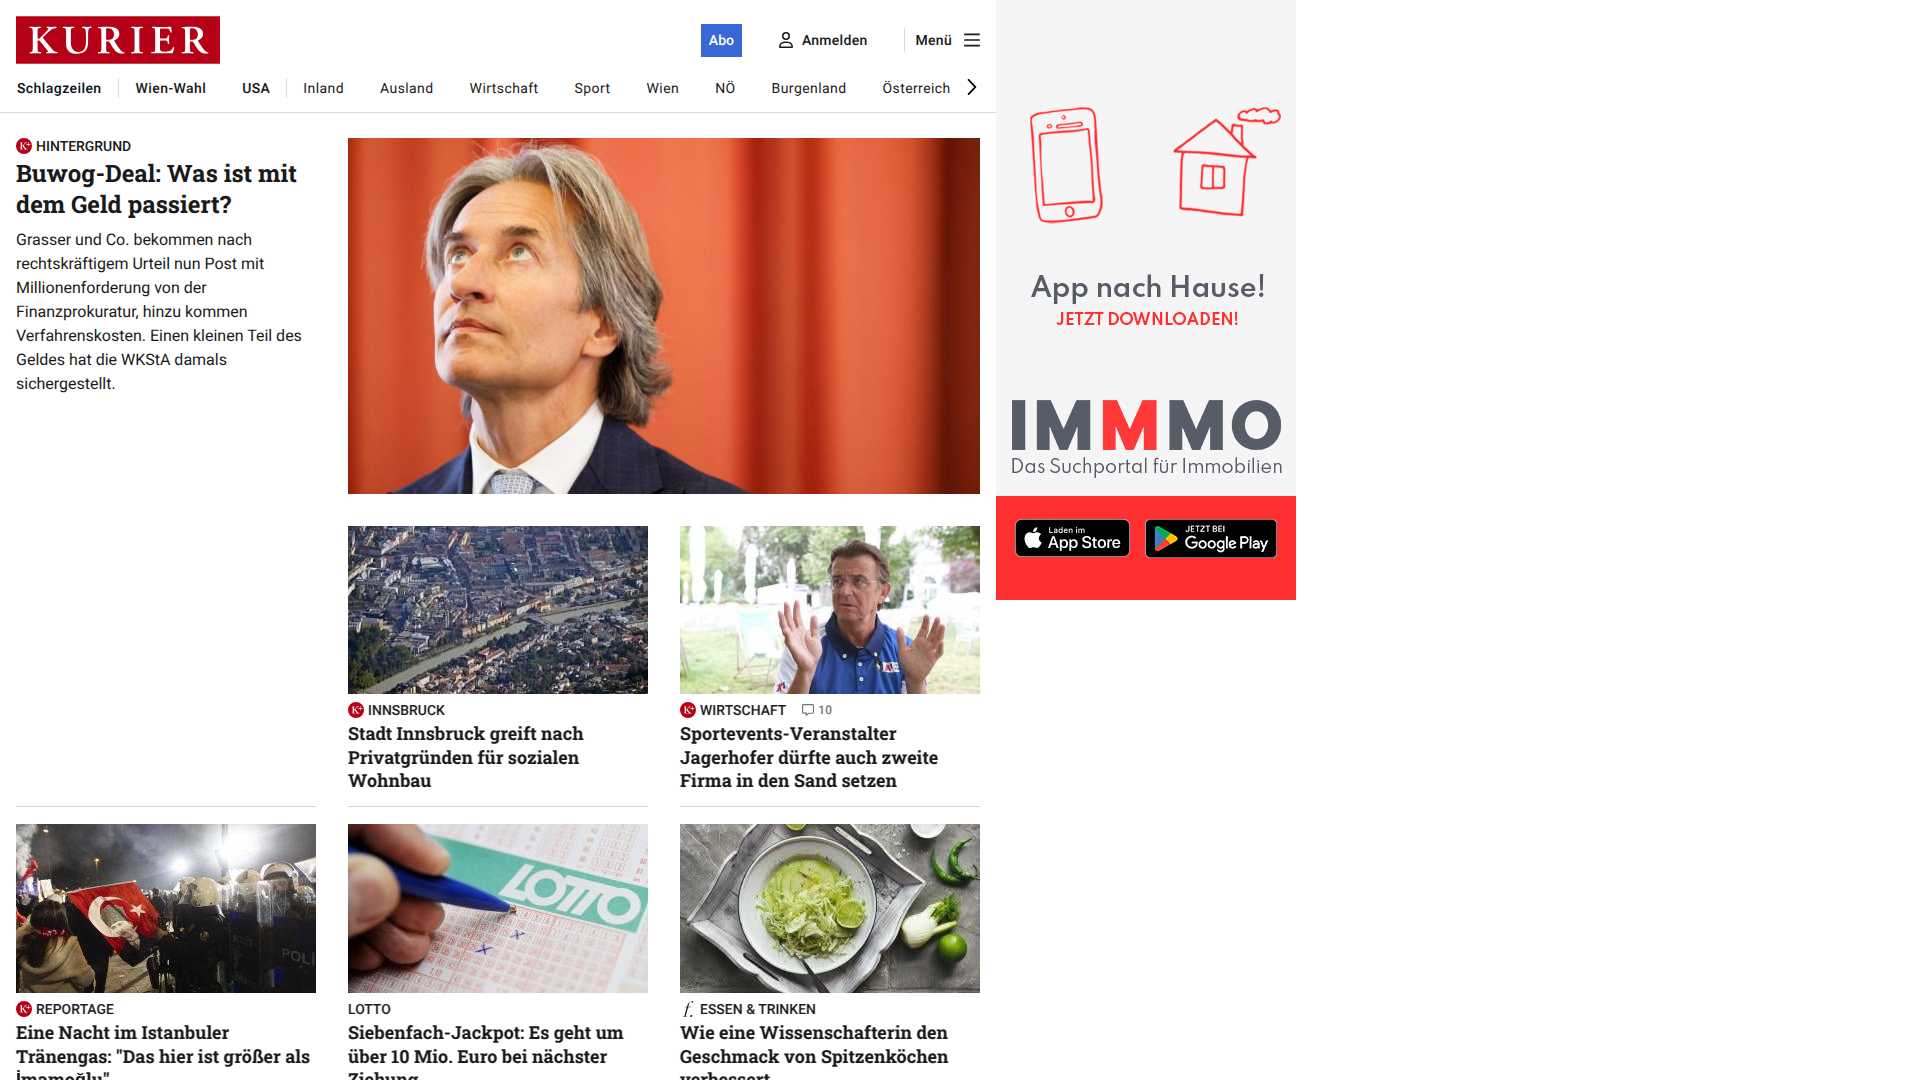 KURIER
Abo
Anmelden
Menü
Schlagzeilen
Wien-Wahl
USA
Inland
Ausland
Wirtschaft
Sport
Wien
NÖ
Burgenland
Österreich
K+ HINTERGRUND
Buwog-Deal: Was ist mit
dem Geld passiert?
Grasser und Co. bekommen nach
rechtskräftigem Urteil nun Post mit
Millionenforderung von der
Finanzprokuratur, hinzu kommen
Verfahrenskosten. Einen kleinen Teil des
Geldes hat die WKStA damals
sichergestellt.
K+ INNSBRUCK
Stadt Innsbruck greift nach
Privatgründen für sozialen
Wohnbau
K+ WIRTSCHAFT 10
Sportevents-Veranstalter
Jagerhofer dürfte auch zweite
Firma in den Sand setzen
POLI
K+ REPORTAGE
Eine Nacht im Istanbuler
Tränengas: "Das hier ist größer als
İmamoğlu"
LOTTO
LOTTO
Siebenfach-Jackpot: Es geht um
über 10 Mio. Euro bei nächster
Ziehung
f. ESSEN & TRINKEN
Wie eine Wissenschafterin den
Geschmack von Spitzenköchen
verbessert
App nach Hause!
JETZT DOWNLOADEN!
IMMMO
Das Suchportal für Immobilien
Laden im
App Store
JETZT BEI
Google Play